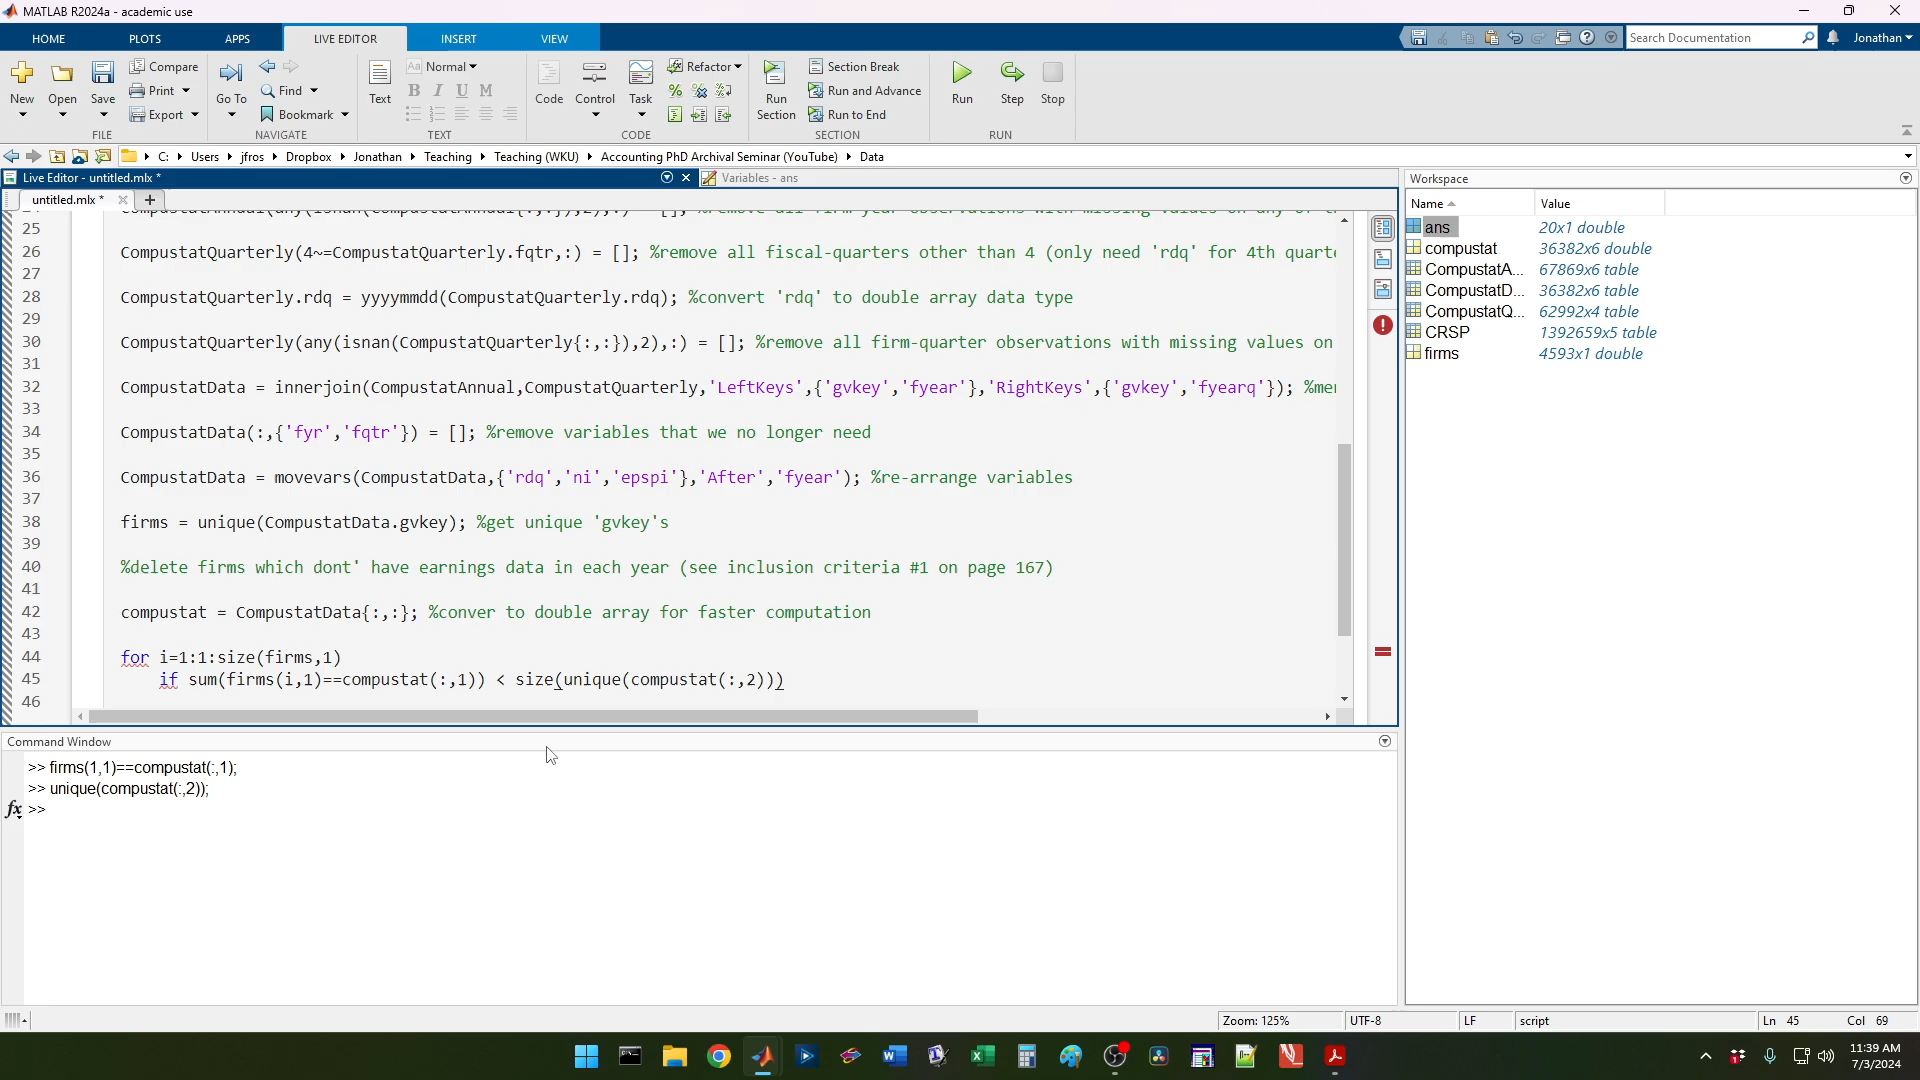 MATLAB R2024a - academic use
HOME PLOTS APPS LIVE EDITOR INSERT VIEW Search Documentation Jonathan
New Open Save Compare Print Export Go To Find Bookmark Text Aa Normal B I U M Code Control Task Refactor Run Section Section Break Run and Advance Run to End Run Step Stop
FILE NAVIGATE TEXT CODE SECTION RUN
C: Users jfros Dropbox Jonathan Teaching Teaching (WKU) Accounting PhD Archival Seminar (YouTube) Data
Live Editor - untitled.mlx * Variables - ans Workspace
untitled.mlx * Name Value
25
26 CompustatQuarterly(4~=CompustatQuarterly.fqtr,:) = []; %remove all fiscal-quarters other than 4 (only need 'rdq' for 4th quarte
27
28 CompustatQuarterly.rdq = yyyymmdd(CompustatQuarterly.rdq); %convert 'rdq' to double array data type
29
30 CompustatQuarterly(any(isnan(CompustatQuarterly{:,:}),2),:) = []; %remove all firm-quarter observations with missing values on
31
32 CompustatData = innerjoin(CompustatAnnual,CompustatQuarterly,'LeftKeys',{'gvkey','fyear'},'RightKeys',{'gvkey','fyearq'}); %mer
33
34 CompustatData(:,{'fyr','fqtr'}) = []; %remove variables that we no longer need
35
36 CompustatData = movevars(CompustatData,{'rdq','ni','epspi'},'After','fyear'); %re-arrange variables
37
38 firms = unique(CompustatData.gvkey); %get unique 'gvkey's
39
40 %delete firms which dont' have earnings data in each year (see inclusion criteria #1 on page 167)
41
42 compustat = CompustatData{:,:}; %conver to double array for faster computation
43
44 for i=1:1:size(firms,1)
45 if sum(firms(i,1)==compustat(:,1)) < size(unique(compustat(:,2)))
46
ans 20x1 double
compustat 36382x6 double
CompustatA... 67869x6 table
CompustatD... 36382x6 table
CompustatQ... 62992x4 table
CRSP 1392659x5 table
firms 4593x1 double
Command Window
>> firms(1,1)==compustat(:,1);
>> unique(compustat(:,2));
fx >>
Zoom: 125% UTF-8 LF script Ln 45 Col 69
11:39 AM
7/3/2024